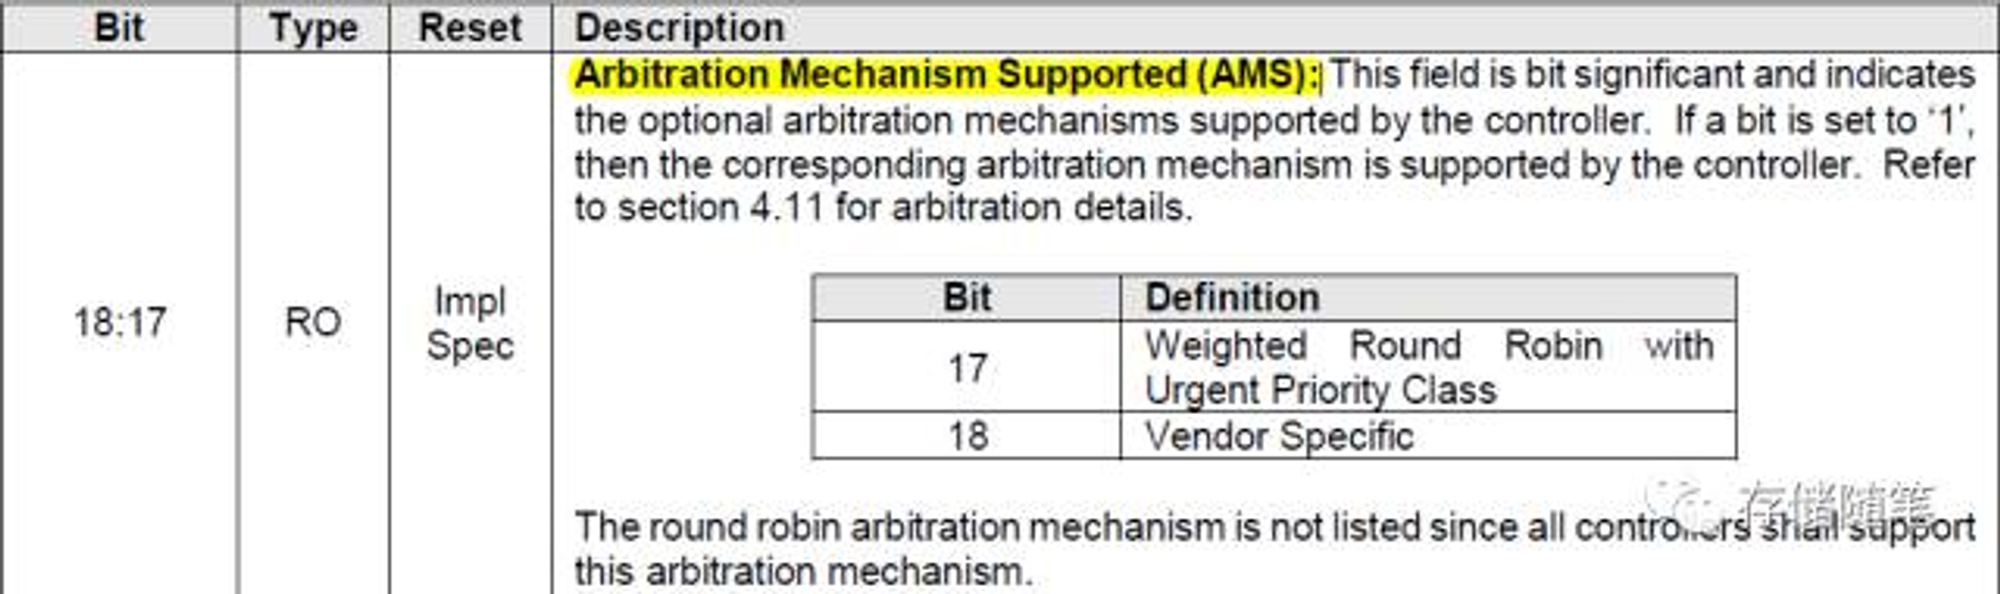 Bit Type Reset Description
Arbitration Mechanism Supported (AMS): This field is bit significant and indicates
the optional arbitration mechanisms supported by the controller. If a bit is set to ‘1’,
then the corresponding arbitration mechanism is supported by the controller. Refer
to section 4.11 for arbitration details.
18:17 RO Impl
Spec
Bit Definition
17 Weighted Round Robin with
Urgent Priority Class
18 Vendor Specific
存储随笔
The round robin arbitration mechanism is not listed since all controllers shall support
this arbitration mechanism.